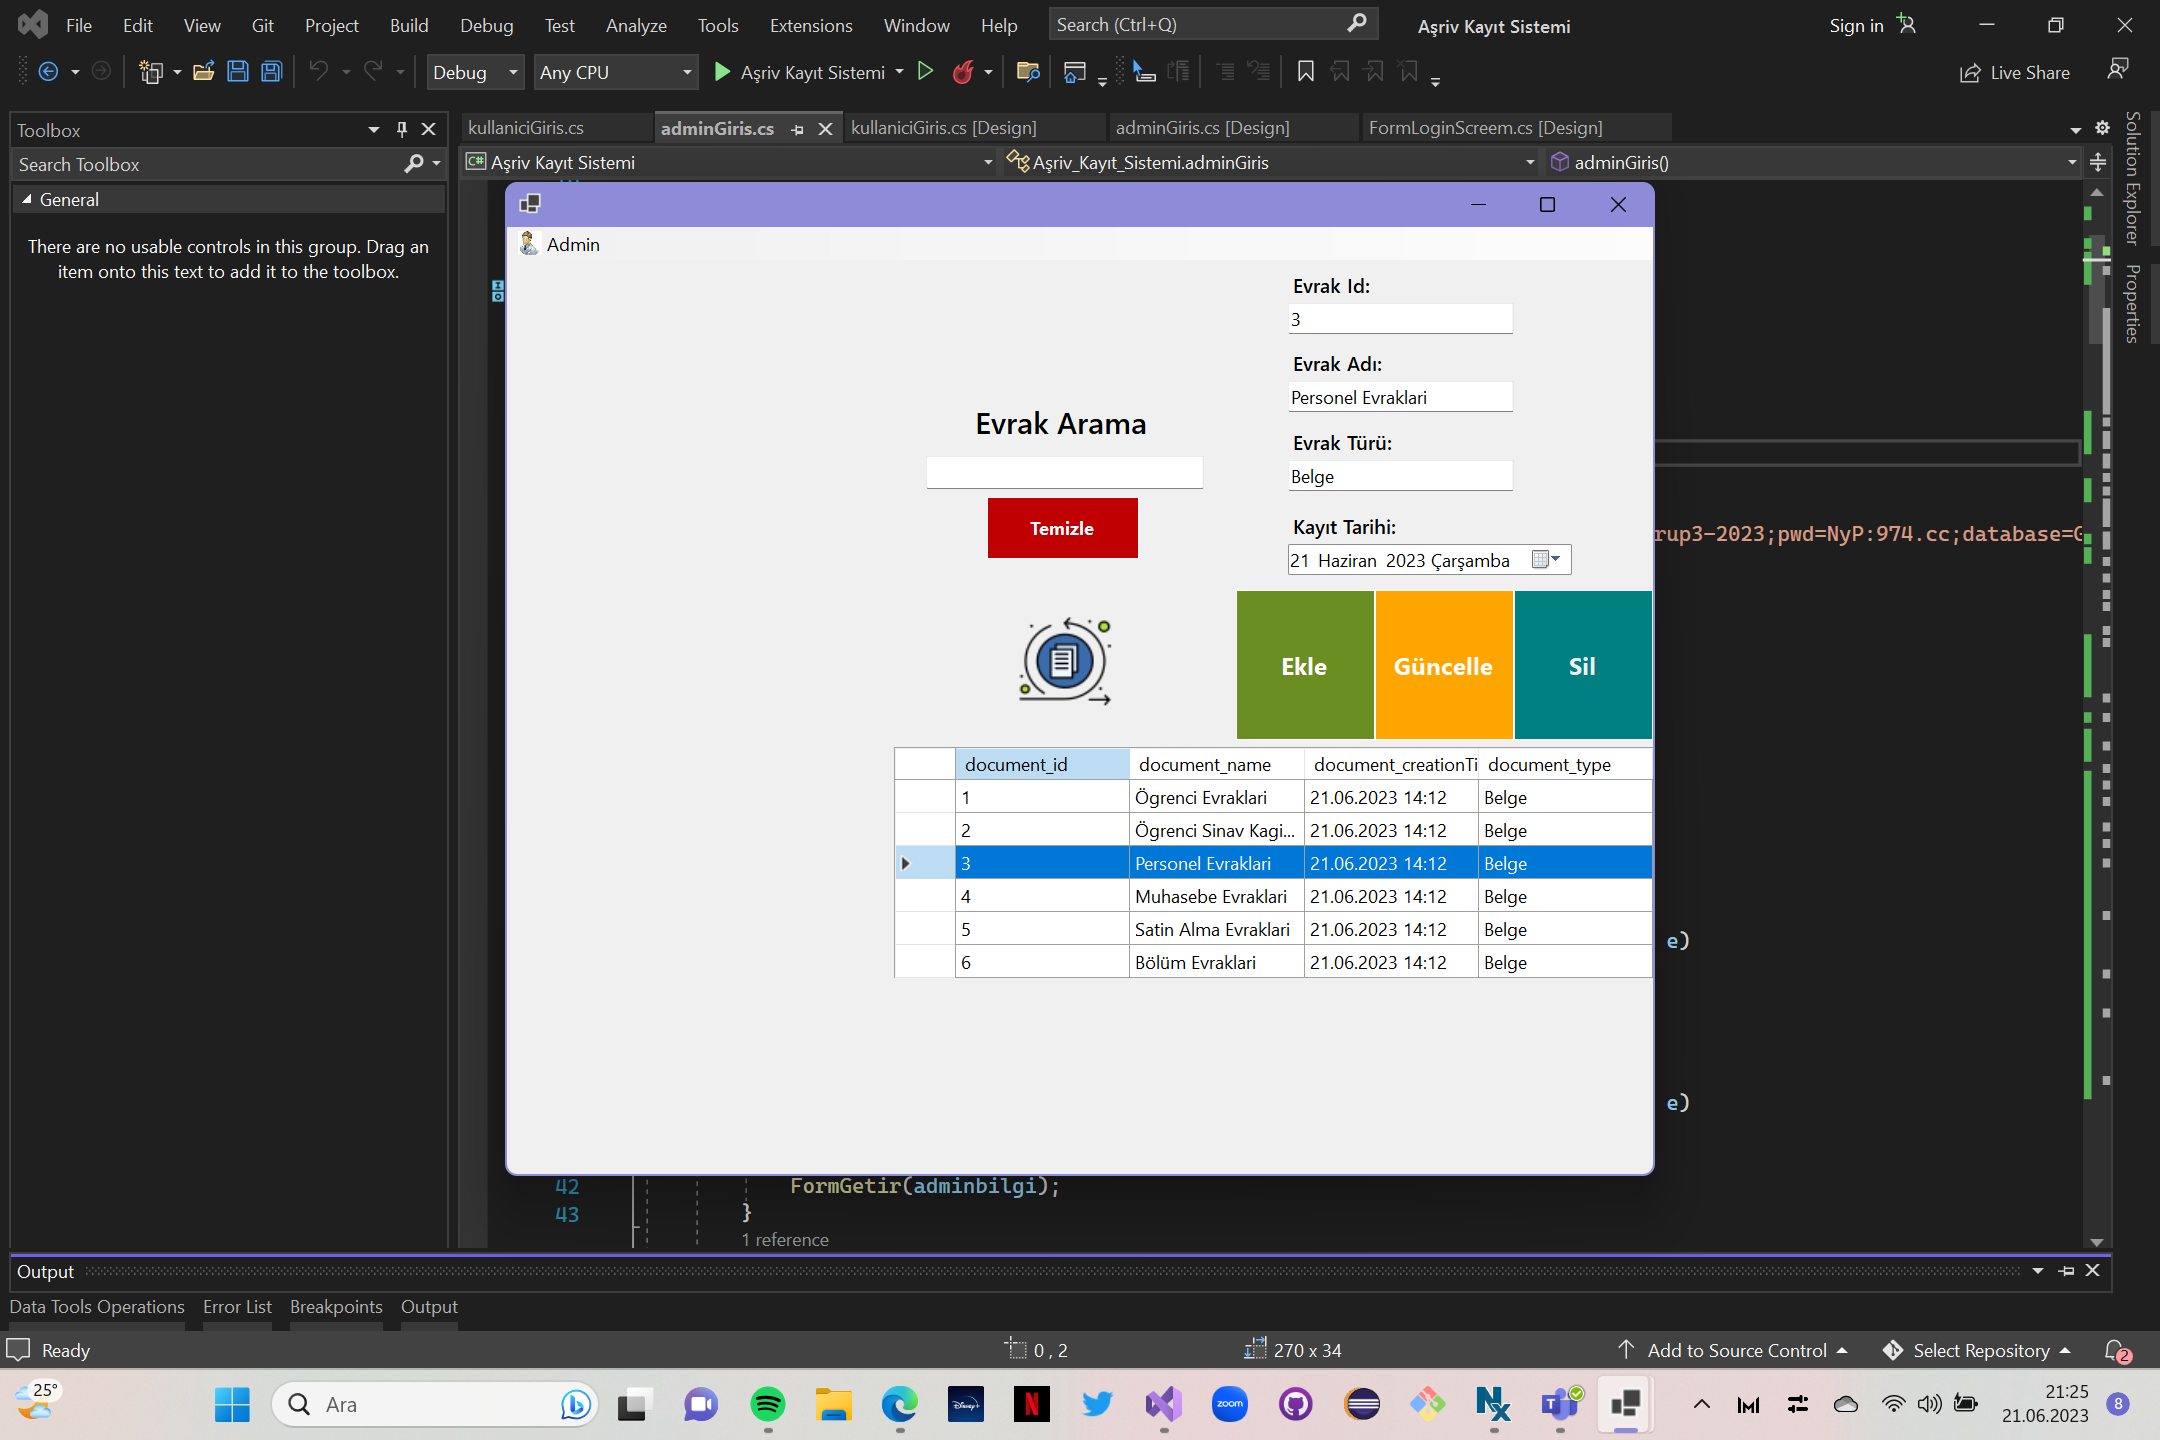 File Edit View Git Project Build Debug Test Analyze Tools Extensions Window Help Search (Ctrl+Q) Aşriv Kayıt Sistemi Sign in
Debug Any CPU Aşriv Kayıt Sistemi Live Share
Toolbox
Search Toolbox
General
There are no usable controls in this group. Drag an
item onto this text to add it to the toolbox.
kullaniciGiris.cs adminGiris.cs kullaniciGiris.cs [Design] adminGiris.cs [Design] FormLoginScreem.cs [Design]
C# Aşriv Kayıt Sistemi Aşriv_Kayıt_Sistemi.adminGiris adminGiris()
Solution Explorer
Properties
Admin
Evrak Id:
3
Evrak Adı:
Personel Evraklari
Evrak Türü:
Belge
Kayıt Tarihi:
21 Haziran 2023 Çarşamba
Evrak Arama
Temizle
Ekle Güncelle Sil
document_id document_name document_creationTi document_type
1 Ögrenci Evraklari 21.06.2023 14:12 Belge
2 Ögrenci Sinav Kagi... 21.06.2023 14:12 Belge
3 Personel Evraklari 21.06.2023 14:12 Belge
4 Muhasebe Evraklari 21.06.2023 14:12 Belge
5 Satin Alma Evraklari 21.06.2023 14:12 Belge
6 Bölüm Evraklari 21.06.2023 14:12 Belge
rup3-2023;pwd=NyP:974.cc;database=G
e)
e)
42 FormGetir(adminbilgi);
43 }
1 reference
Output
Data Tools Operations Error List Breakpoints Output
Ready 0 , 2 270 x 34 Add to Source Control Select Repository 2
25° Ara zoom 21:25 8
21.06.2023